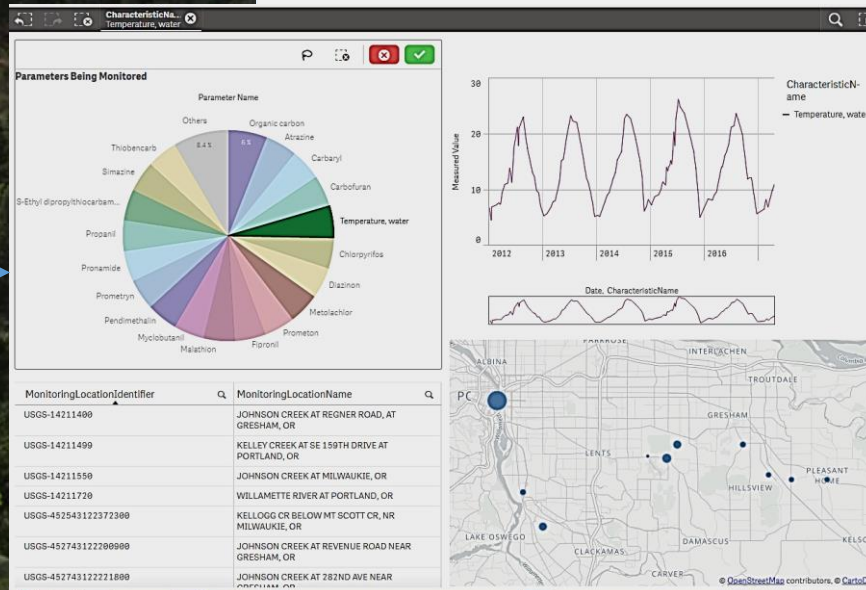 CharacteristicNa...
Temperature, water
Parameters Being Monitored
Parameter Name
Others
Organic carbon
8.4 %
6 %
Atrazine
Thiobencarb
Carbaryl
Simazine
Carbofuran
S-Ethyl dipropylthiocarbam...
Temperature, water
Propanil
Chlorpyrifos
Pronamide
Diazinon
Prometryn
Metolachlor
Pendimethalin
Prometon
Myclobutanil
Fipronil
Malathion
MonitoringLocationIdentifier
MonitoringLocationName
USGS-14211400
JOHNSON CREEK AT REGNER ROAD, AT
GRESHAM, OR
USGS-14211499
KELLEY CREEK AT SE 159TH DRIVE AT
PORTLAND, OR
USGS-14211550
JOHNSON CREEK AT MILWAUKIE, OR
USGS-14211720
WILLAMETTE RIVER AT PORTLAND, OR
USGS-452543122372300
KELLOGG CR BELOW MT SCOTT CR, NR
MILWAUKIE, OR
USGS-452743122200900
JOHNSON CREEK AT REVENUE ROAD NEAR
GRESHAM, OR
USGS-452743122221800
JOHNSON CREEK AT 282ND AVE NEAR
GRESHAM, OR
Measured Value
30
20
10
0
2012 2013 2014 2015 2016
CharacteristicN-
ame
Temperature, wate
Date, CharacteristicName
PARKROSE
INTERLACHEN
ALBINA
TROUTDALE
PC
GRESHAM
LENTS
PLEASANT
HOME
HILLSVIEW
LAKE OSWEGO
DAMASCUS
KELSO
CLACKAMAS
CARVER
© OpenStreetMap contributors, © CartoD